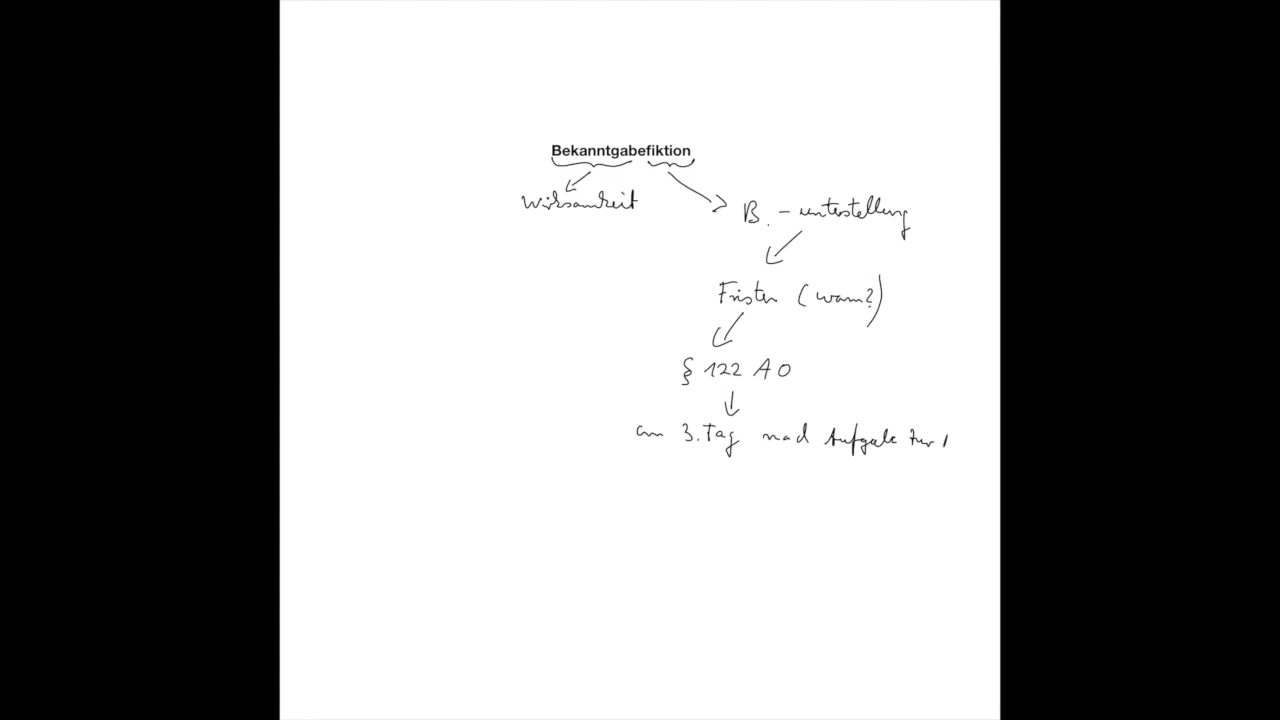 Bekanntgabefiktion
Wirksamkeit
B. - unterstellung
Fristen (wann?)
§ 122 AO
am 3. Tag nach Aufgabe zur